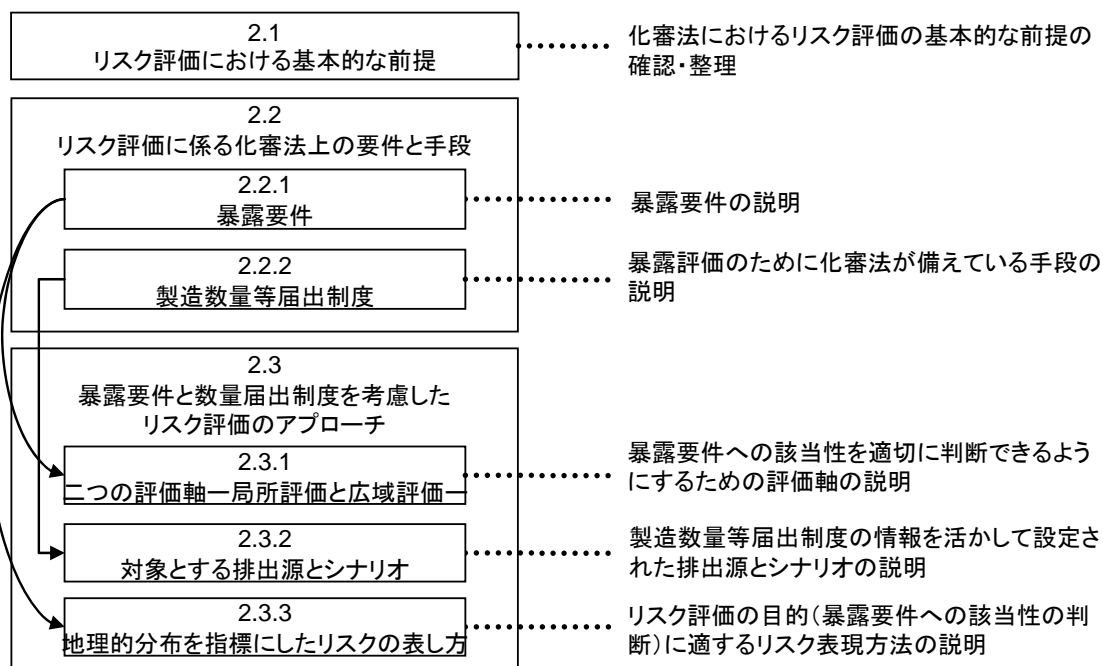 2.1
リスク評価における基本的な前提
化審法におけるリスク評価の基本的な前提の
確認・整理
2.2
リスク評価に係る化審法上の要件と手段
2.2.1
暴露要件
暴露要件の説明
2.2.2
製造数量等届出制度
暴露評価のために化審法が備えている手段の
説明
2.3
暴露要件と数量届出制度を考慮した
リスク評価のアプローチ
2.3.1
二つの評価軸―局所評価と広域評価―
暴露要件への該当性を適切に判断できるよう
にするための評価軸の説明
2.3.2
対象とする排出源とシナリオ
製造数量等届出制度の情報を活かして設定さ
れた排出源とシナリオの説明
2.3.3
地理的分布を指標にしたリスクの表し方
リスク評価の目的(暴露要件への該当性の判
断)に適するリスク表現方法の説明